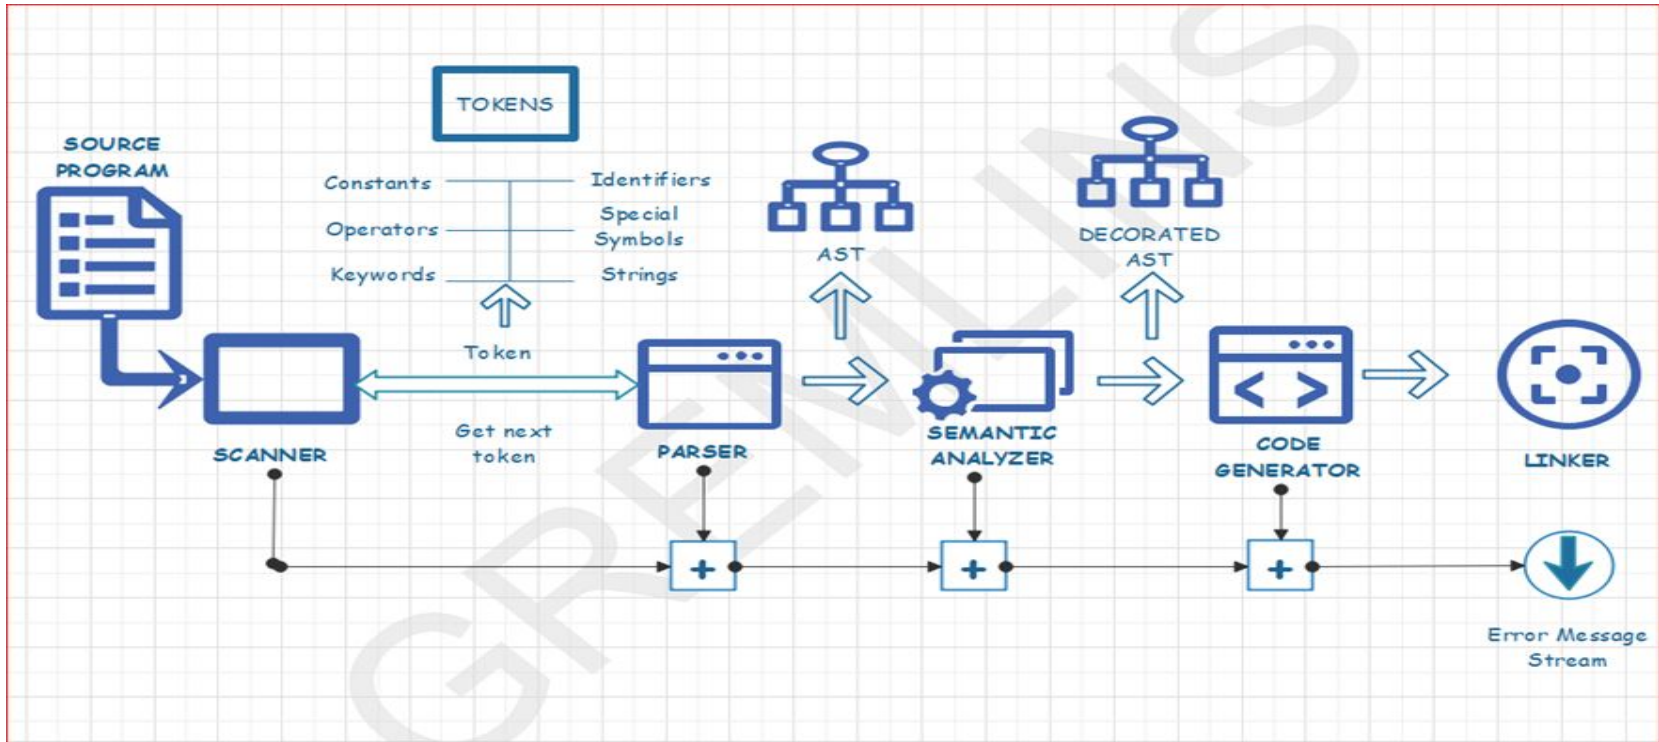 TOKENS
SOURCE
PROGRAM
Constants
Identifiers
Operators
Special
Symbols
Keywords
Strings
AST
DECORATED
AST
Token
Get next
token
SCANNER
PARSER
SEMANTIC
ANALYZER
CODE
GENERATOR
LINKER
< >
+
+
+
Error Message
Stream
GREMLINS